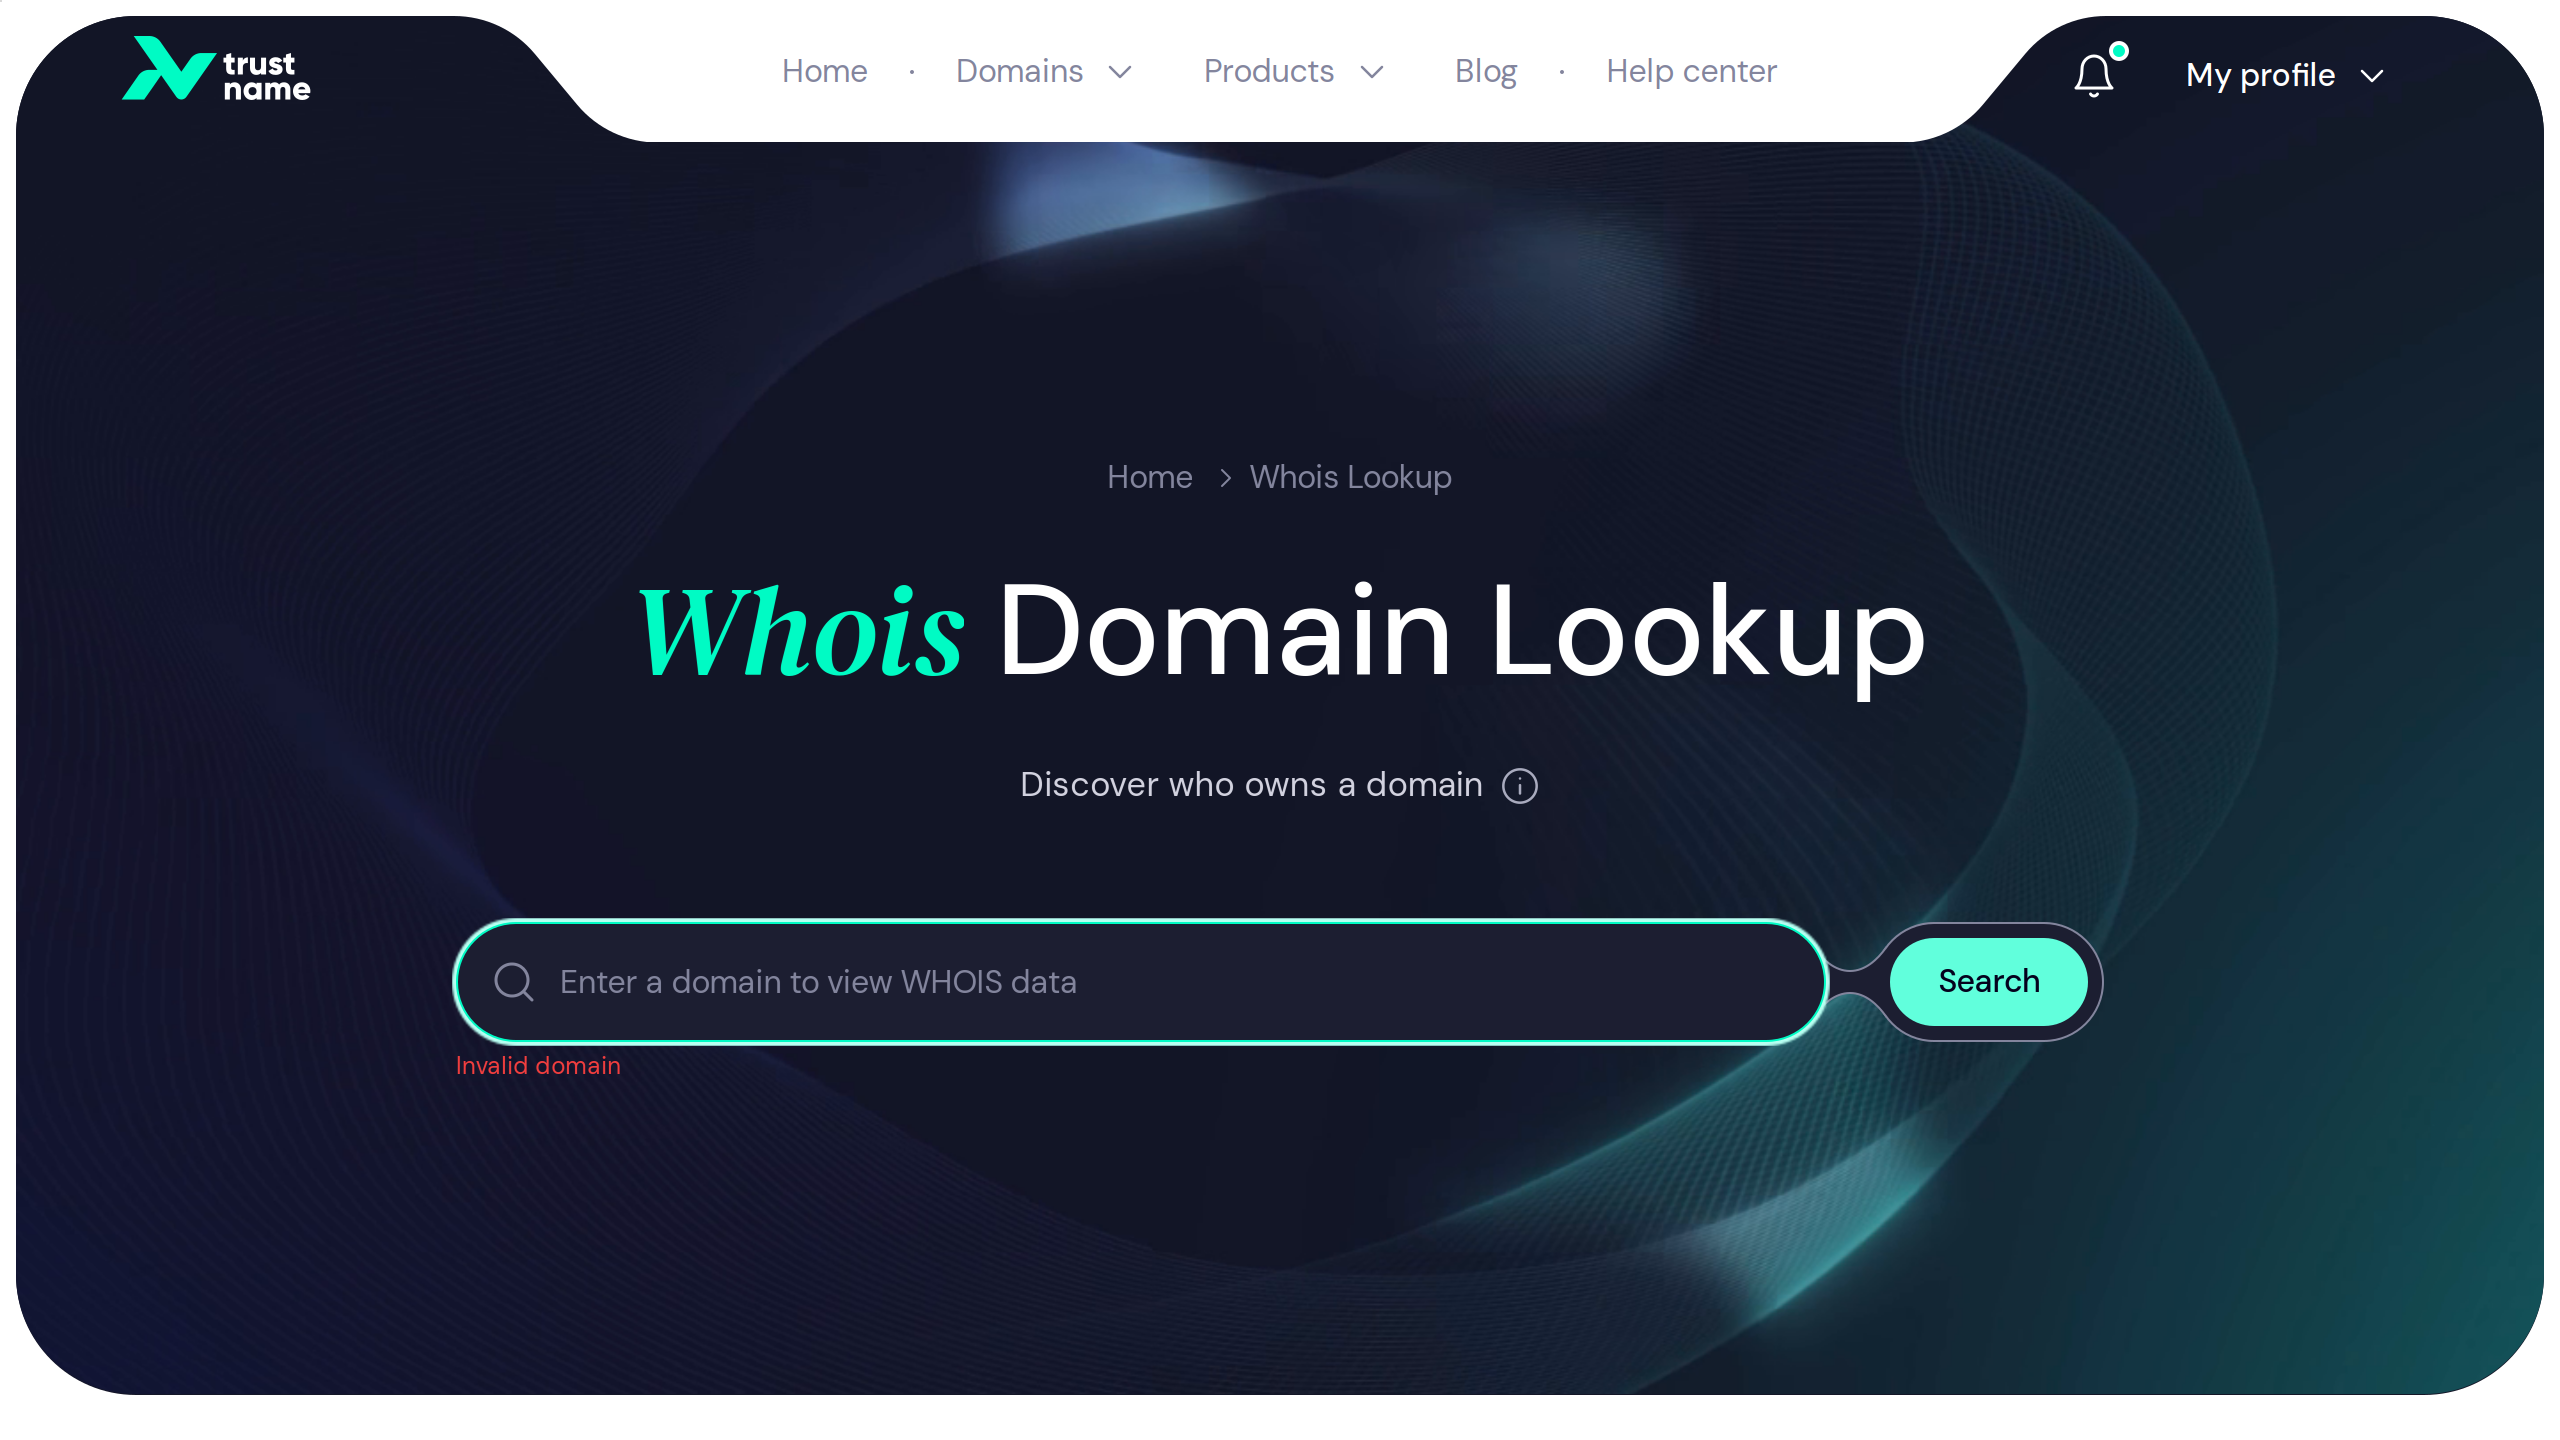 trust
name
Home · Domains Products Blog · Help center
My profile
Home > Whois Lookup
Whois Domain Lookup
Discover who owns a domain
Enter a domain to view WHOIS data
Search
Invalid domain